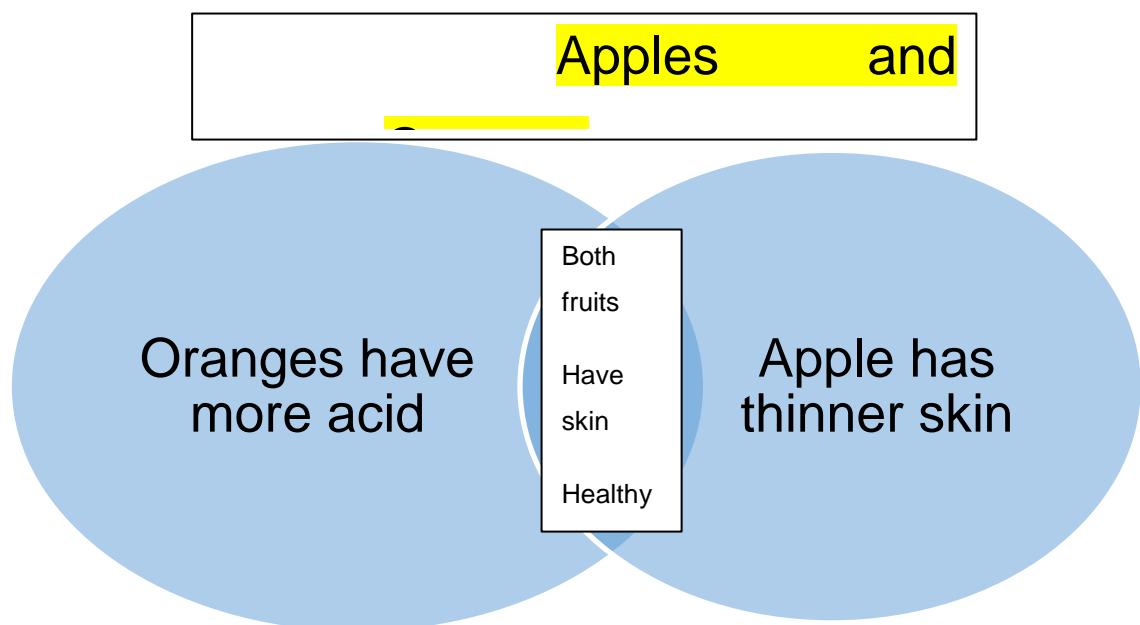 Apples and
Oranges have
more acid
Both
fruits
Have
skin
Healthy
Apple has
thinner skin